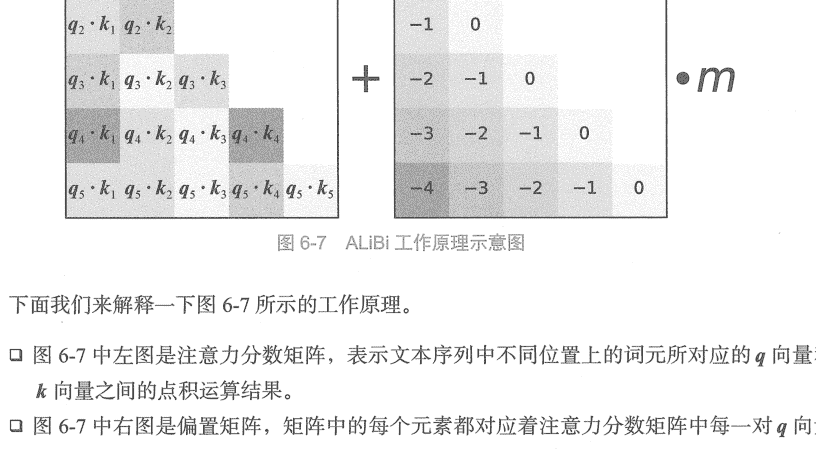 q₂ · k₁ q₂ · k₂ −1 0
q₃ · k₁ q₃ · k₂ q₃ · k₃ + −2 −1 0 •m
q₄ · k₁ q₄ · k₂ q₄ · k₃ q₄ · k₄ −3 −2 −1 0
q₅ · k₁ q₅ · k₂ q₅ · k₃ q₅ · k₄ q₅ · k₅ −4 −3 −2 −1 0
图 6-7 ALiBi 工作原理示意图
下面我们来解释一下图 6-7 所示的工作原理。
❑ 图 6-7 中左图是注意力分数矩阵，表示文本序列中不同位置上的词元所对应的 q 向量
k 向量之间的点积运算结果。
❑ 图 6-7 中右图是偏置矩阵，矩阵中的每个元素都对应着注意力分数矩阵中每一对 q 向